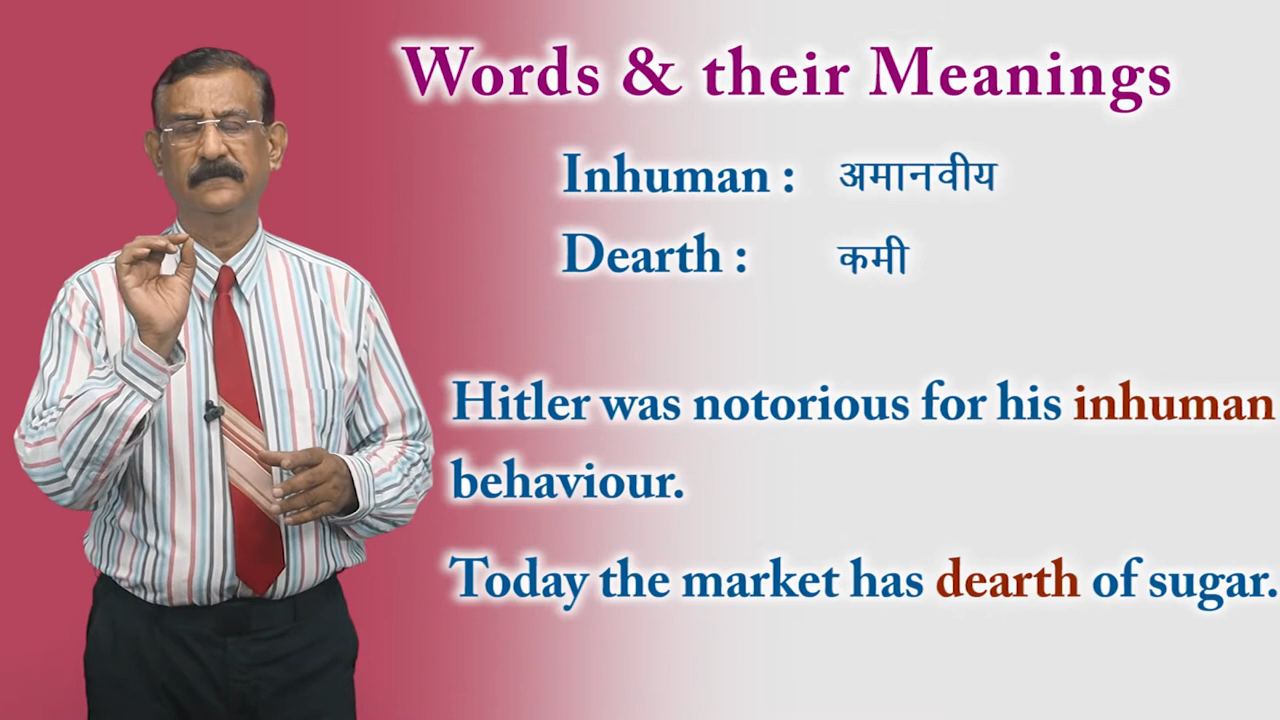 Words & their Meanings
Inhuman : अमानवीय
Dearth : कमी
Hitler was notorious for his inhuman
behaviour.
Today the market has dearth of sugar.